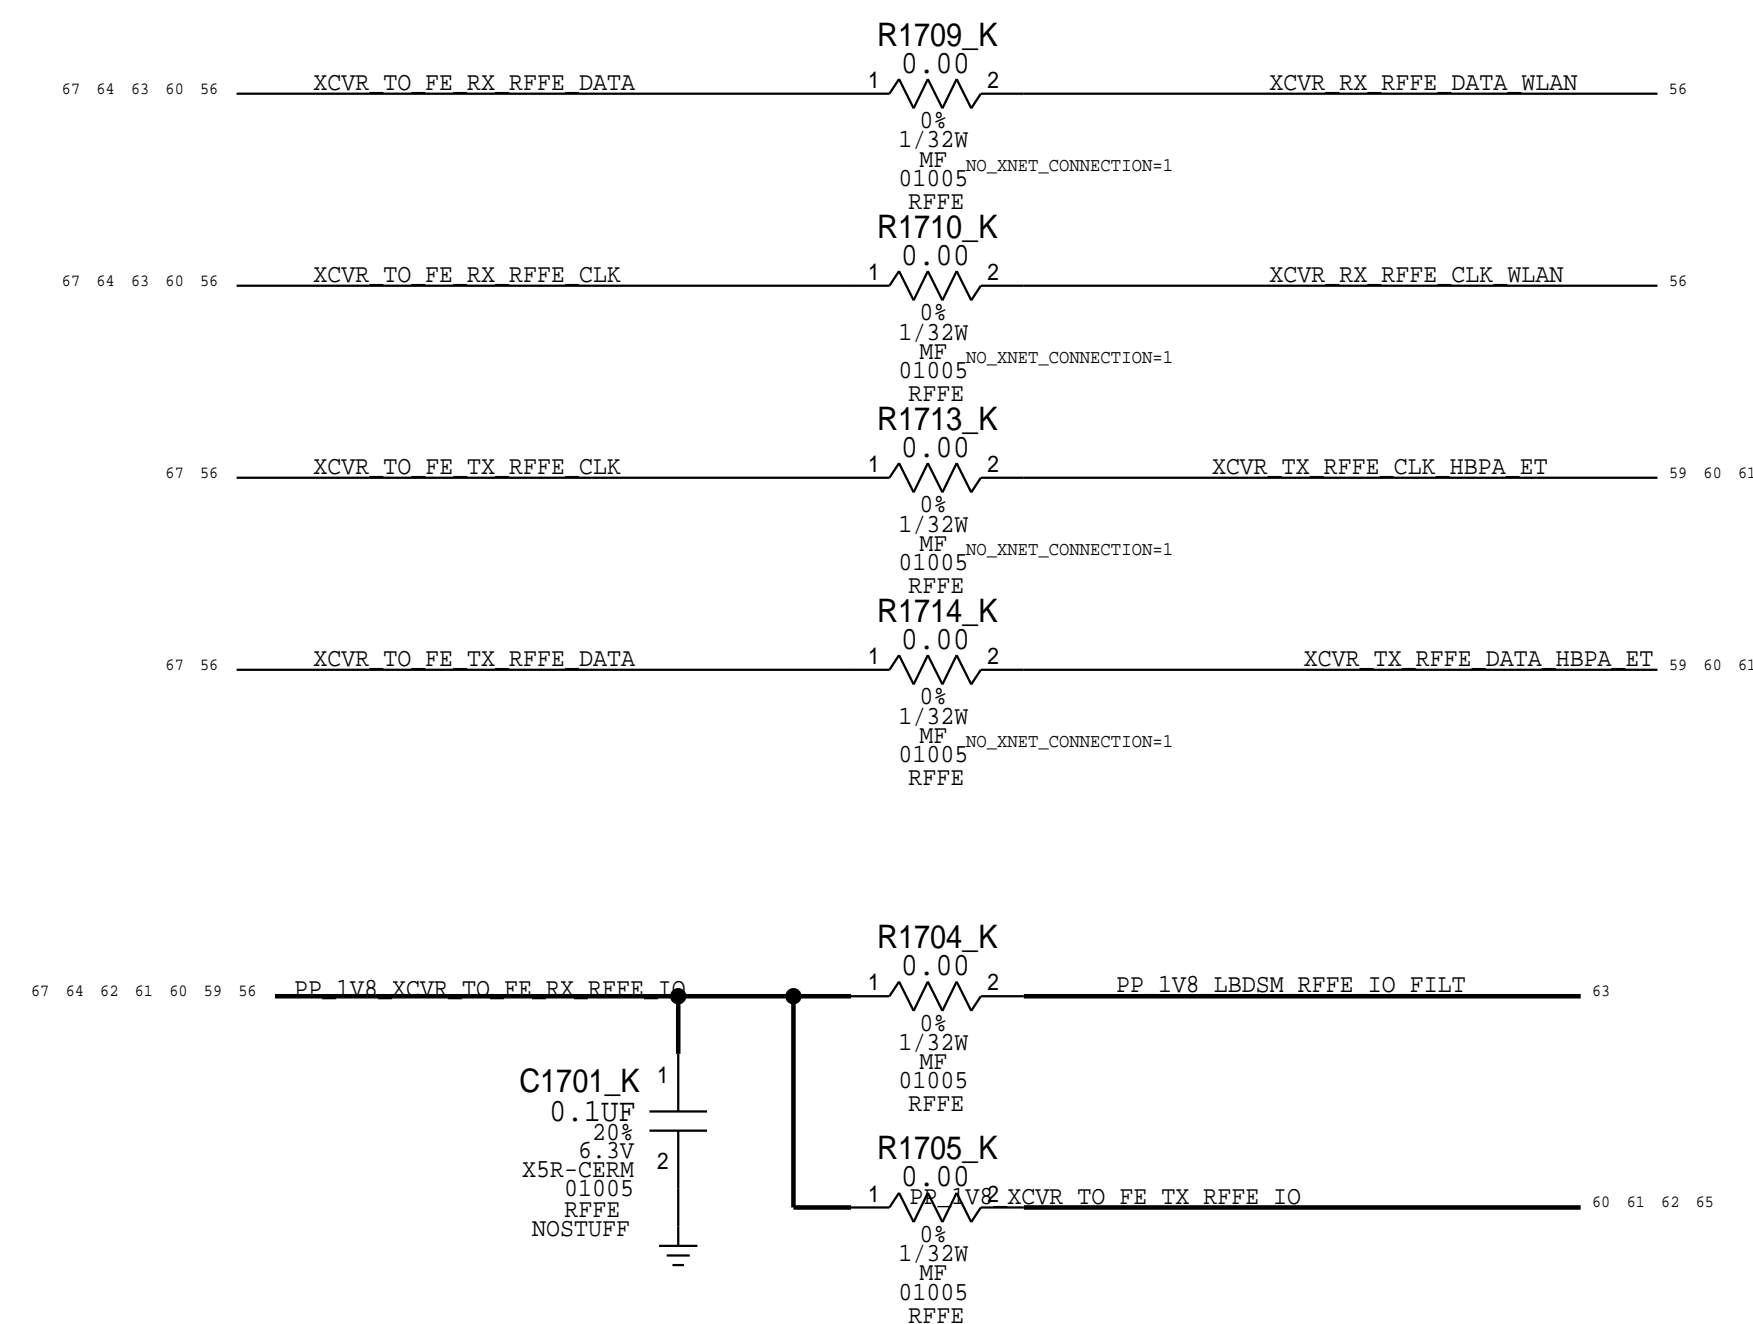 R1709_K
0.00
67 64 63 60 56 XCVR_TO_FE_RX_RFFE_DATA 1 2 XCVR_RX_RFFE_DATA_WLAN 56
0%
1/32W
MF NO_XNET_CONNECTION=1
01005
RFFE
R1710_K
0.00
67 64 63 60 56 XCVR_TO_FE_RX_RFFE_CLK 1 2 XCVR_RX_RFFE_CLK_WLAN 56
0%
1/32W
MF NO_XNET_CONNECTION=1
01005
RFFE
R1713_K
0.00
67 56 XCVR_TO_FE_TX_RFFE_CLK 1 2 XCVR_TX_RFFE_CLK_HBPA_ET 59 60 61
0%
1/32W
MF NO_XNET_CONNECTION=1
01005
RFFE
R1714_K
0.00
67 56 XCVR_TO_FE_TX_RFFE_DATA 1 2 XCVR_TX_RFFE_DATA_HBPA_ET 59 60 61
0%
1/32W
MF NO_XNET_CONNECTION=1
01005
RFFE
R1704_K
0.00
67 64 62 61 60 59 56 PP_1V8_XCVR_TO_FE_RX_RFFE_IO 1 2 PP_1V8_LBDSM_RFFE_IO_FILT 63
0%
1/32W
MF
01005
RFFE
C1701_K 1
0.1UF
20%
6.3V
X5R-CERM 2
01005
RFFE
NOSTUFF
R1705_K
0.00
1 2 PP_1V8_XCVR_TO_FE_TX_RFFE_IO 60 61 62 65
0%
1/32W
MF
01005
RFFE